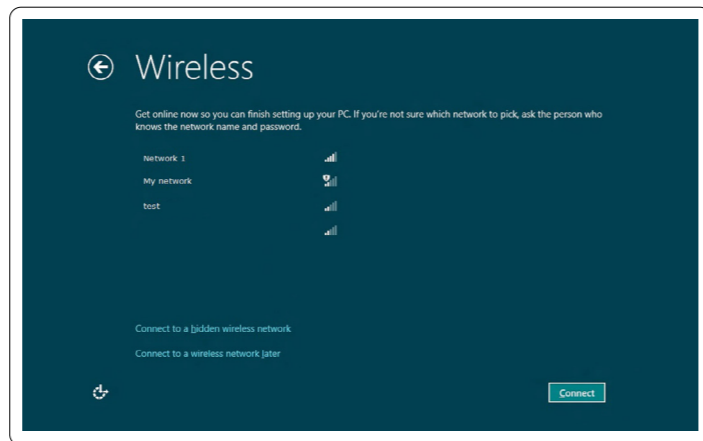 Wireless
Get online now so you can finish setting up your PC. If you're not sure which network to pick, ask the person who
knows the network name and password.
Network 1
My network
test
Connect to a hidden wireless network
Connect to a wireless network later
Connect